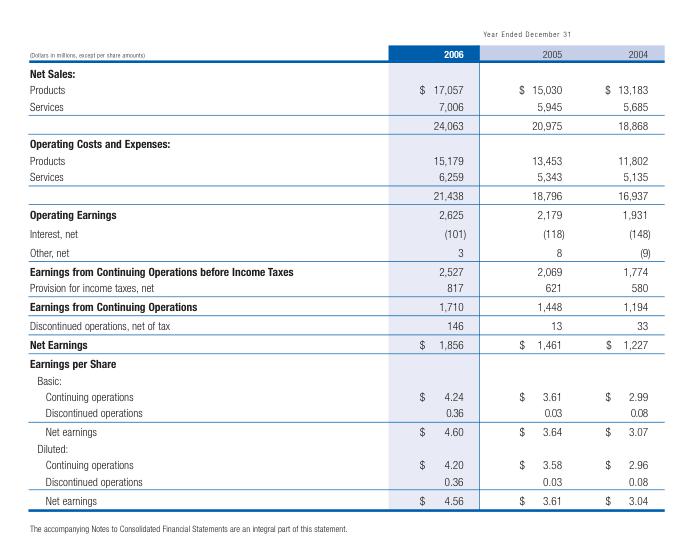 Year Ended December 31
(Dollars in millions, except per share amounts) 2006 2005 2004
Net Sales:
Products $ 17,057 $ 15,030 $ 13,183
Services 7,006 5,945 5,685
24,063 20,975 18,868
Operating Costs and Expenses:
Products 15,179 13,453 11,802
Services 6,259 5,343 5,135
21,438 18,796 16,937
Operating Earnings 2,625 2,179 1,931
Interest, net (101) (118) (148)
Other, net 3 8 (9)
Earnings from Continuing Operations before Income Taxes 2,527 2,069 1,774
Provision for income taxes, net 817 621 580
Earnings from Continuing Operations 1,710 1,448 1,194
Discontinued operations, net of tax 146 13 33
Net Earnings $ 1,856 $ 1,461 $ 1,227
Earnings per Share
Basic:
Continuing operations $ 4.24 $ 3.61 $ 2.99
Discontinued operations 0.36 0.03 0.08
Net earnings $ 4.60 $ 3.64 $ 3.07
Diluted:
Continuing operations $ 4.20 $ 3.58 $ 2.96
Discontinued operations 0.36 0.03 0.08
Net earnings $ 4.56 $ 3.61 $ 3.04
The accompanying Notes to Consolidated Financial Statements are an integral part of this statement.